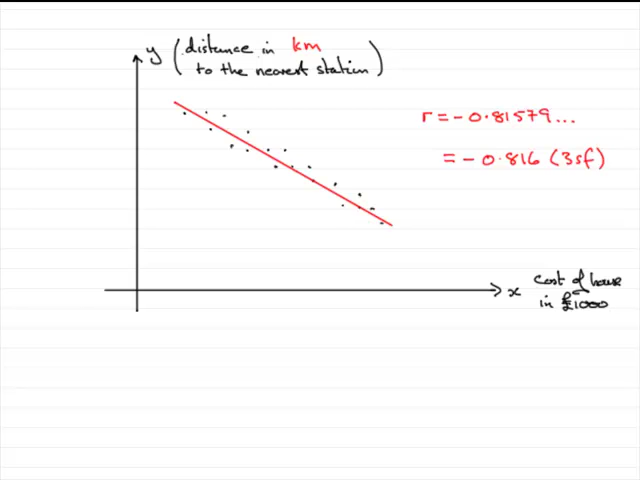 y (distance in km
to the nearest station)
r = -0.81579...
= -0.816 (3sf)
x cost of house
in £1000